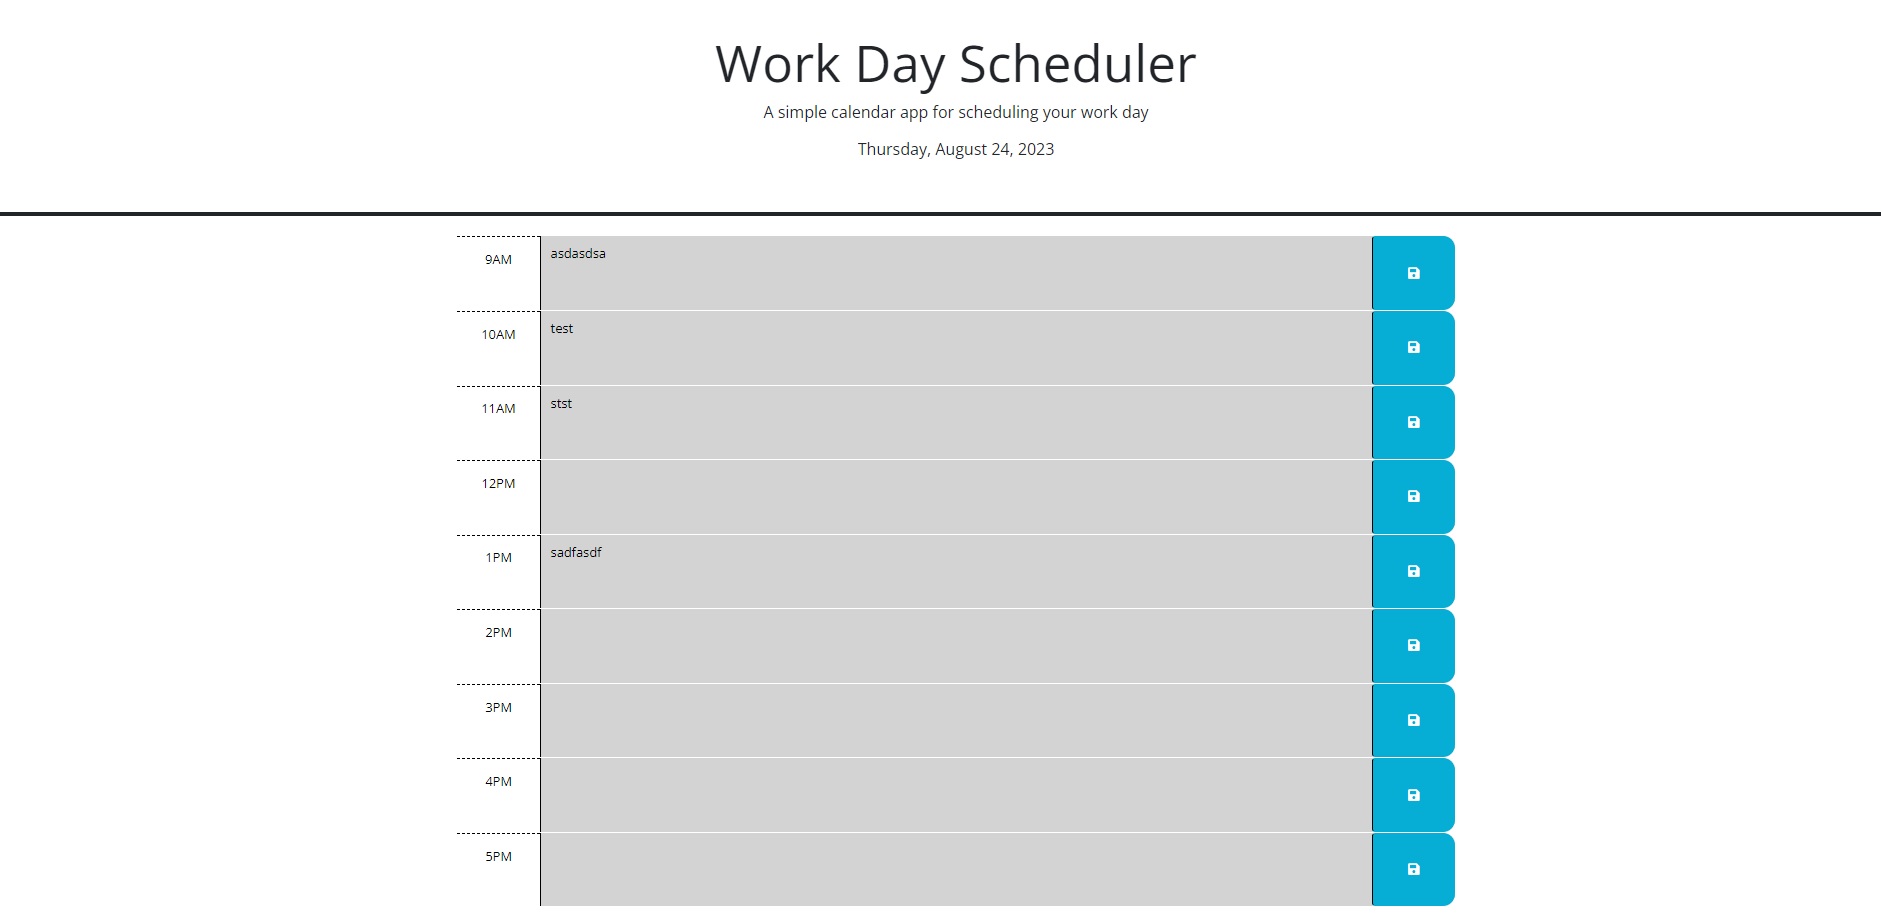 Work Day Scheduler
A simple calendar app for scheduling your work day
Thursday, August 24, 2023
9AM asdasdsa
10AM test
11AM stst
12PM
1PM sadfasdf
2PM
3PM
4PM
5PM